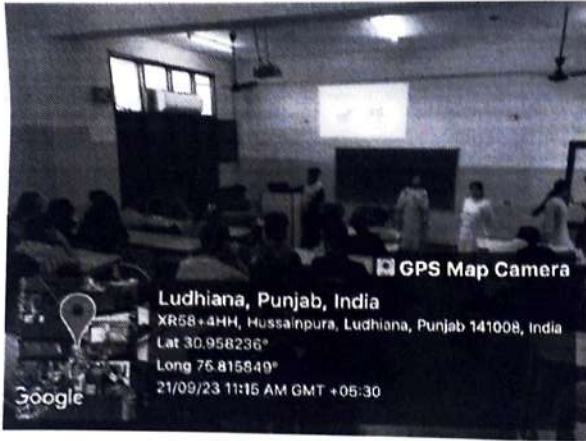 GPS Map Camera
Ludhiana, Punjab, India
XR58+4HH, Hussainpura, Ludhiana, Punjab 141008, India
Lat 30.958236°
Long 75.815849°
21/09/23 11:15 AM GMT +05:30
Google